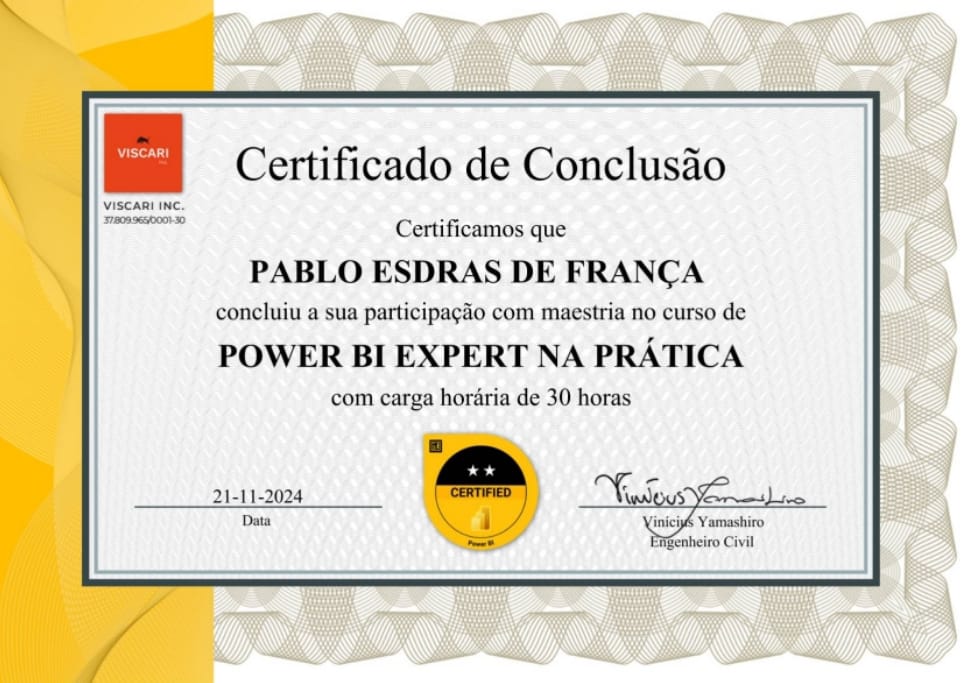 VISCARI
INC.
VISCARI INC.
37.809.965/0001-30
Certificado de Conclusão
Certificamos que
PABLO ESDRAS DE FRANÇA
concluiu a sua participação com maestria no curso de
POWER BI EXPERT NA PRÁTICA
com carga horária de 30 horas
CERTIFIED
Power BI
21-11-2024
Data
Vinícius Yamashiro
Vinícius Yamashiro
Engenheiro Civil